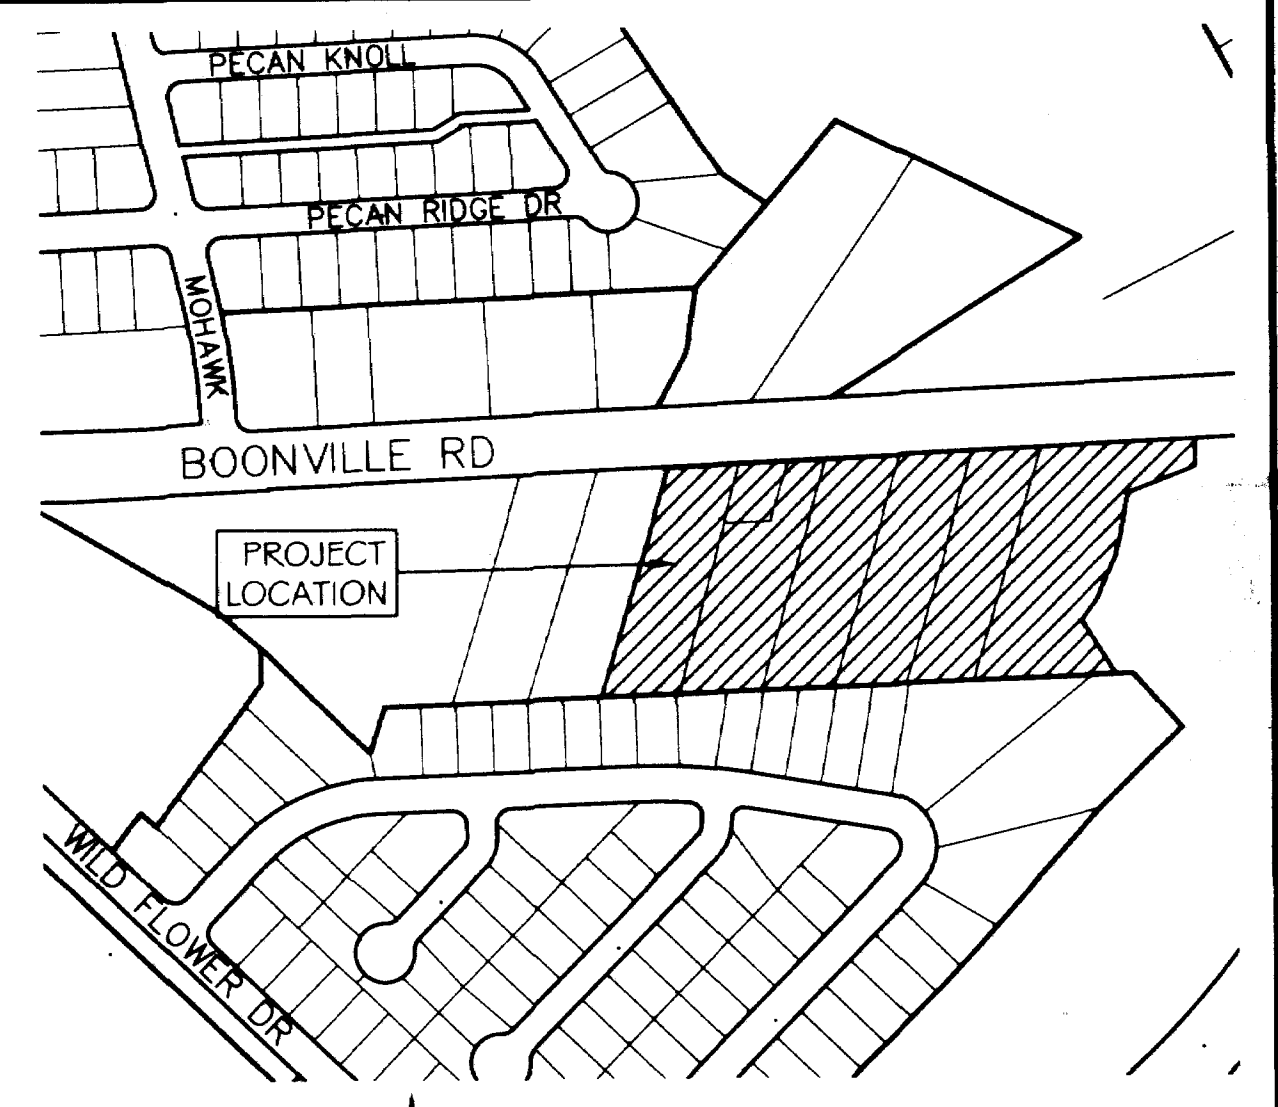 PECAN KNOLL
PECAN RIDGE DR
MOHAWK
BOONVILLE RD
PROJECT
LOCATION
WILD FLOWER DR